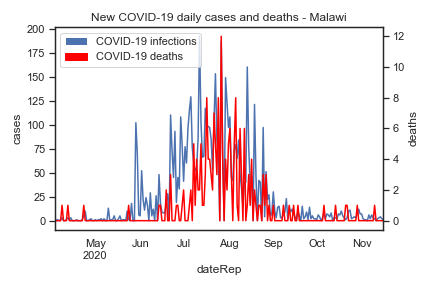 New COVID-19 daily cases and deaths - Malawi
COVID-19 infections
COVID-19 deaths
cases
200
175
150
125
100
75
50
25
0
deaths
12
10
8
6
4
2
0
May Jun Jul Aug Sep Oct Nov
2020
dateRep